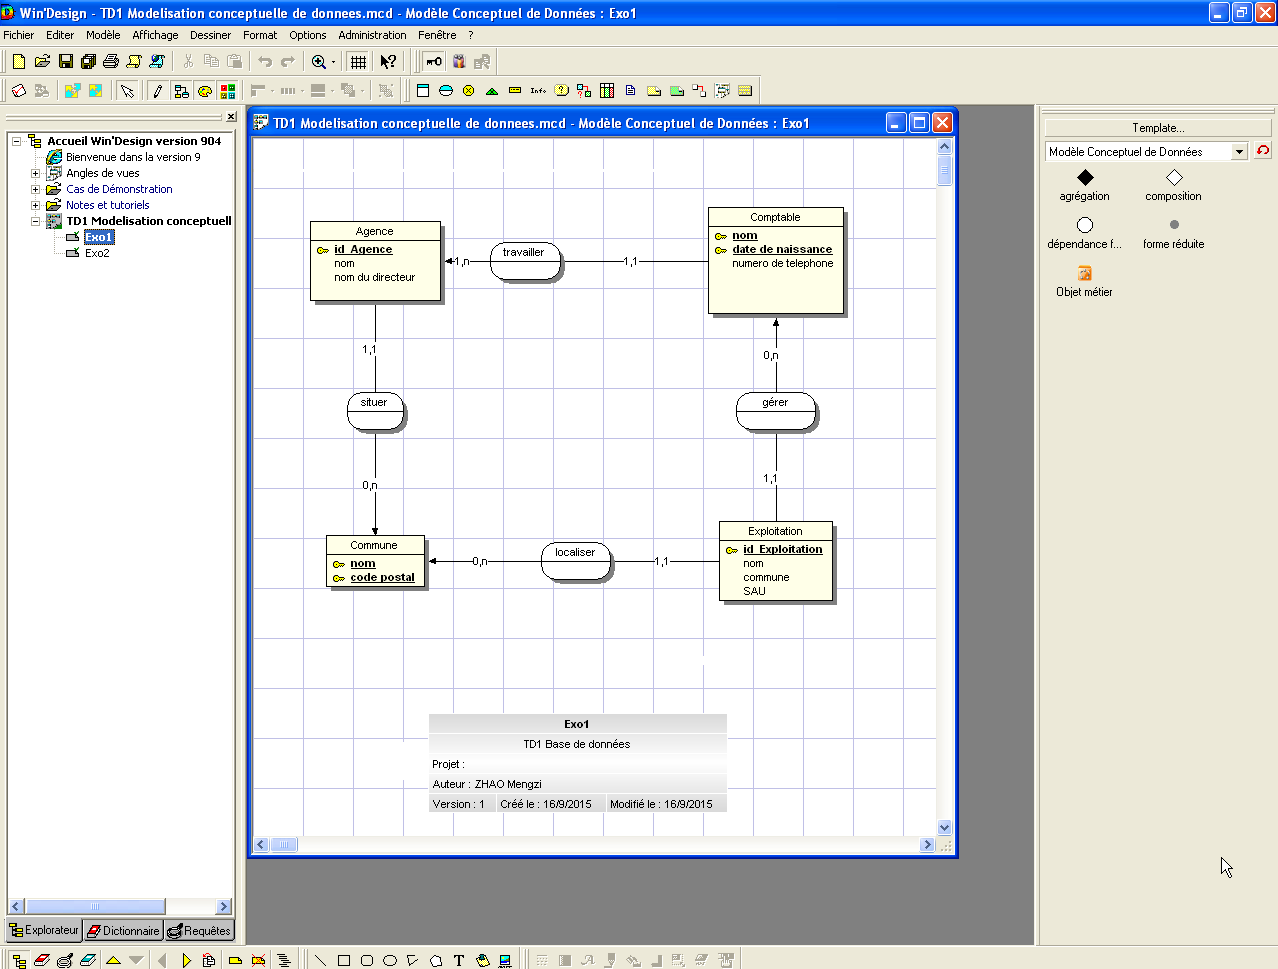 Win'Design - TD1 Modelisation conceptuelle de donnees.mcd - Modèle Conceptuel de Données : Exo1
Fichier Editer Modèle Affichage Dessiner Format Options Administration Fenêtre ?
Info
Accueil Win'Design version 904
Bienvenue dans la version 9
Angles de vues
Cas de Démonstration
Notes et tutoriels
TD1 Modelisation conceptuell
Exo1
Exo2
Explorateur Dictionnaire Requêtes
TD1 Modelisation conceptuelle de donnees.mcd - Modèle Conceptuel de Données : Exo1
Agence
id_Agence
nom
nom du directeur
1,n
travailler
1,1
Comptable
nom
date de naissance
numero de telephone
1,1
situer
0,n
0,n
gérer
1,1
Commune
nom
code postal
0,n
localiser
1,1
Exploitation
id_Exploitation
nom
commune
SAU
Exo1
TD1 Base de données
Projet :
Auteur : ZHAO Mengzi
Version : 1 Créé le : 16/9/2015 Modifié le : 16/9/2015
Template...
Modèle Conceptuel de Données
agrégation composition
dépendance f... forme réduite
Objet métier